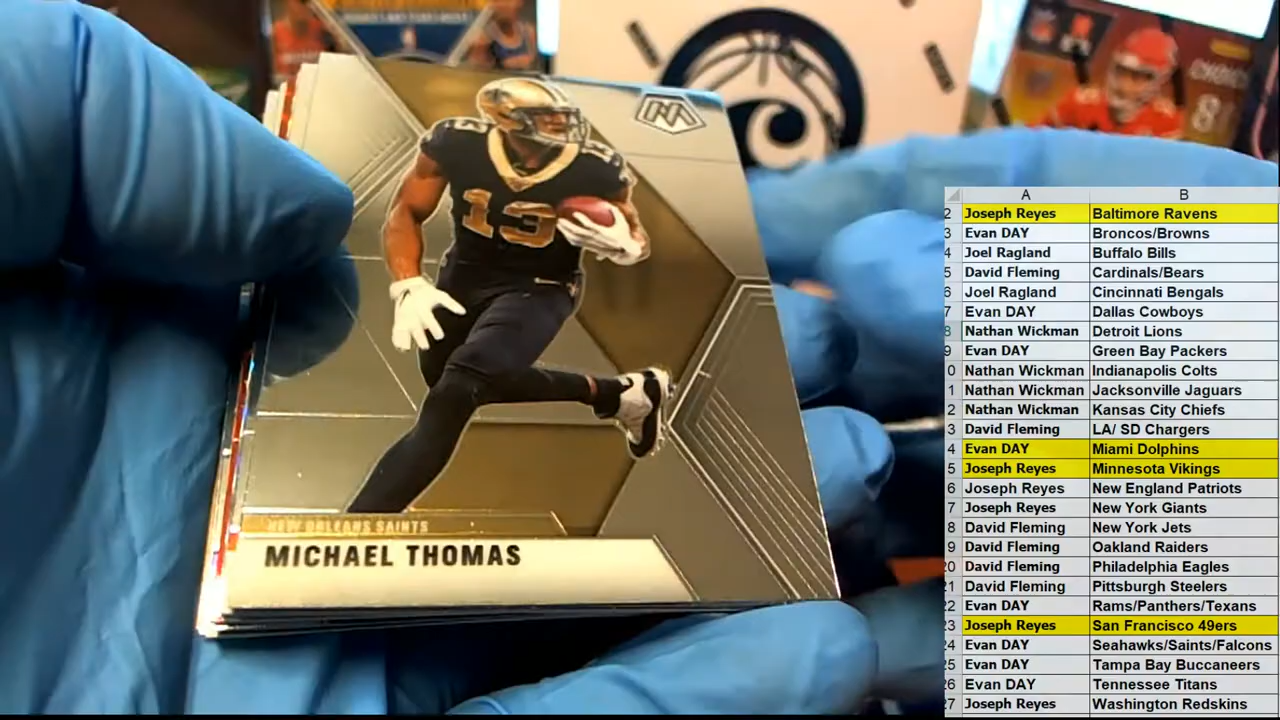 13
13
NEW ORLEANS SAINTS
MICHAEL THOMAS
8
A B
2 Joseph Reyes Baltimore Ravens
3 Evan DAY Broncos/Browns
4 Joel Ragland Buffalo Bills
5 David Fleming Cardinals/Bears
6 Joel Ragland Cincinnati Bengals
7 Evan DAY Dallas Cowboys
8 Nathan Wickman Detroit Lions
9 Evan DAY Green Bay Packers
0 Nathan Wickman Indianapolis Colts
1 Nathan Wickman Jacksonville Jaguars
2 Nathan Wickman Kansas City Chiefs
3 David Fleming LA/ SD Chargers
4 Evan DAY Miami Dolphins
5 Joseph Reyes Minnesota Vikings
6 Joseph Reyes New England Patriots
7 Joseph Reyes New York Giants
8 David Fleming New York Jets
9 David Fleming Oakland Raiders
20 David Fleming Philadelphia Eagles
21 David Fleming Pittsburgh Steelers
22 Evan DAY Rams/Panthers/Texans
23 Joseph Reyes San Francisco 49ers
24 Evan DAY Seahawks/Saints/Falcons
25 Evan DAY Tampa Bay Buccaneers
26 Evan DAY Tennessee Titans
27 Joseph Reyes Washington Redskins